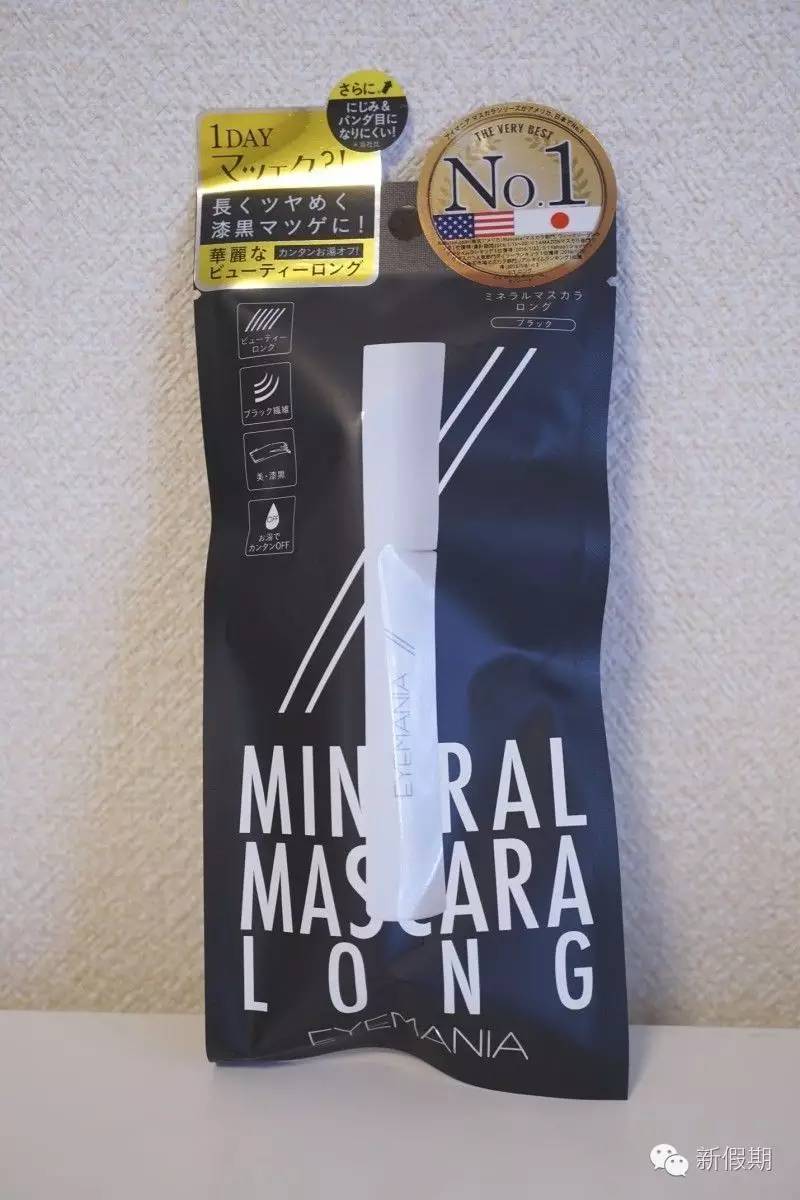 さらに、
にじみ&
パンダ目に
なりにくい!
※当社比
1DAY
マツエク?!
長くツヤめく
漆黒マツゲに!
華麗な
カンタンお湯オフ!
ビューティーロング
THE VERY BEST
No.1
ミネラルマスカラ
ロング
ブラック
ビューティー
ロング
ブラック繊維
美・漆黒
OFF
お湯で
カンタンOFF
EYEMANIA
MINERAL
MASCARA
LONG
EYEMANIA
新假期